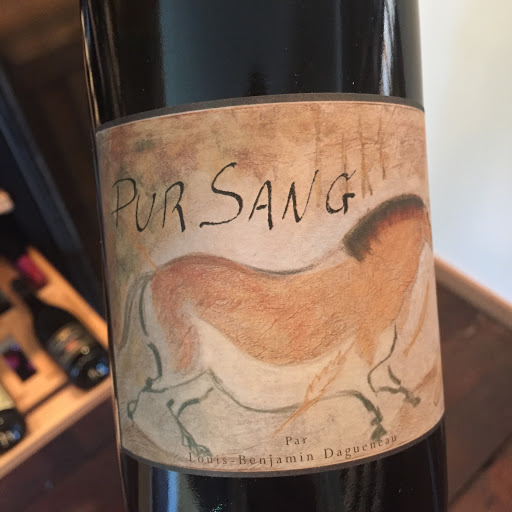 PUR SANG
Par
Louis-Benjamin Dagueneau